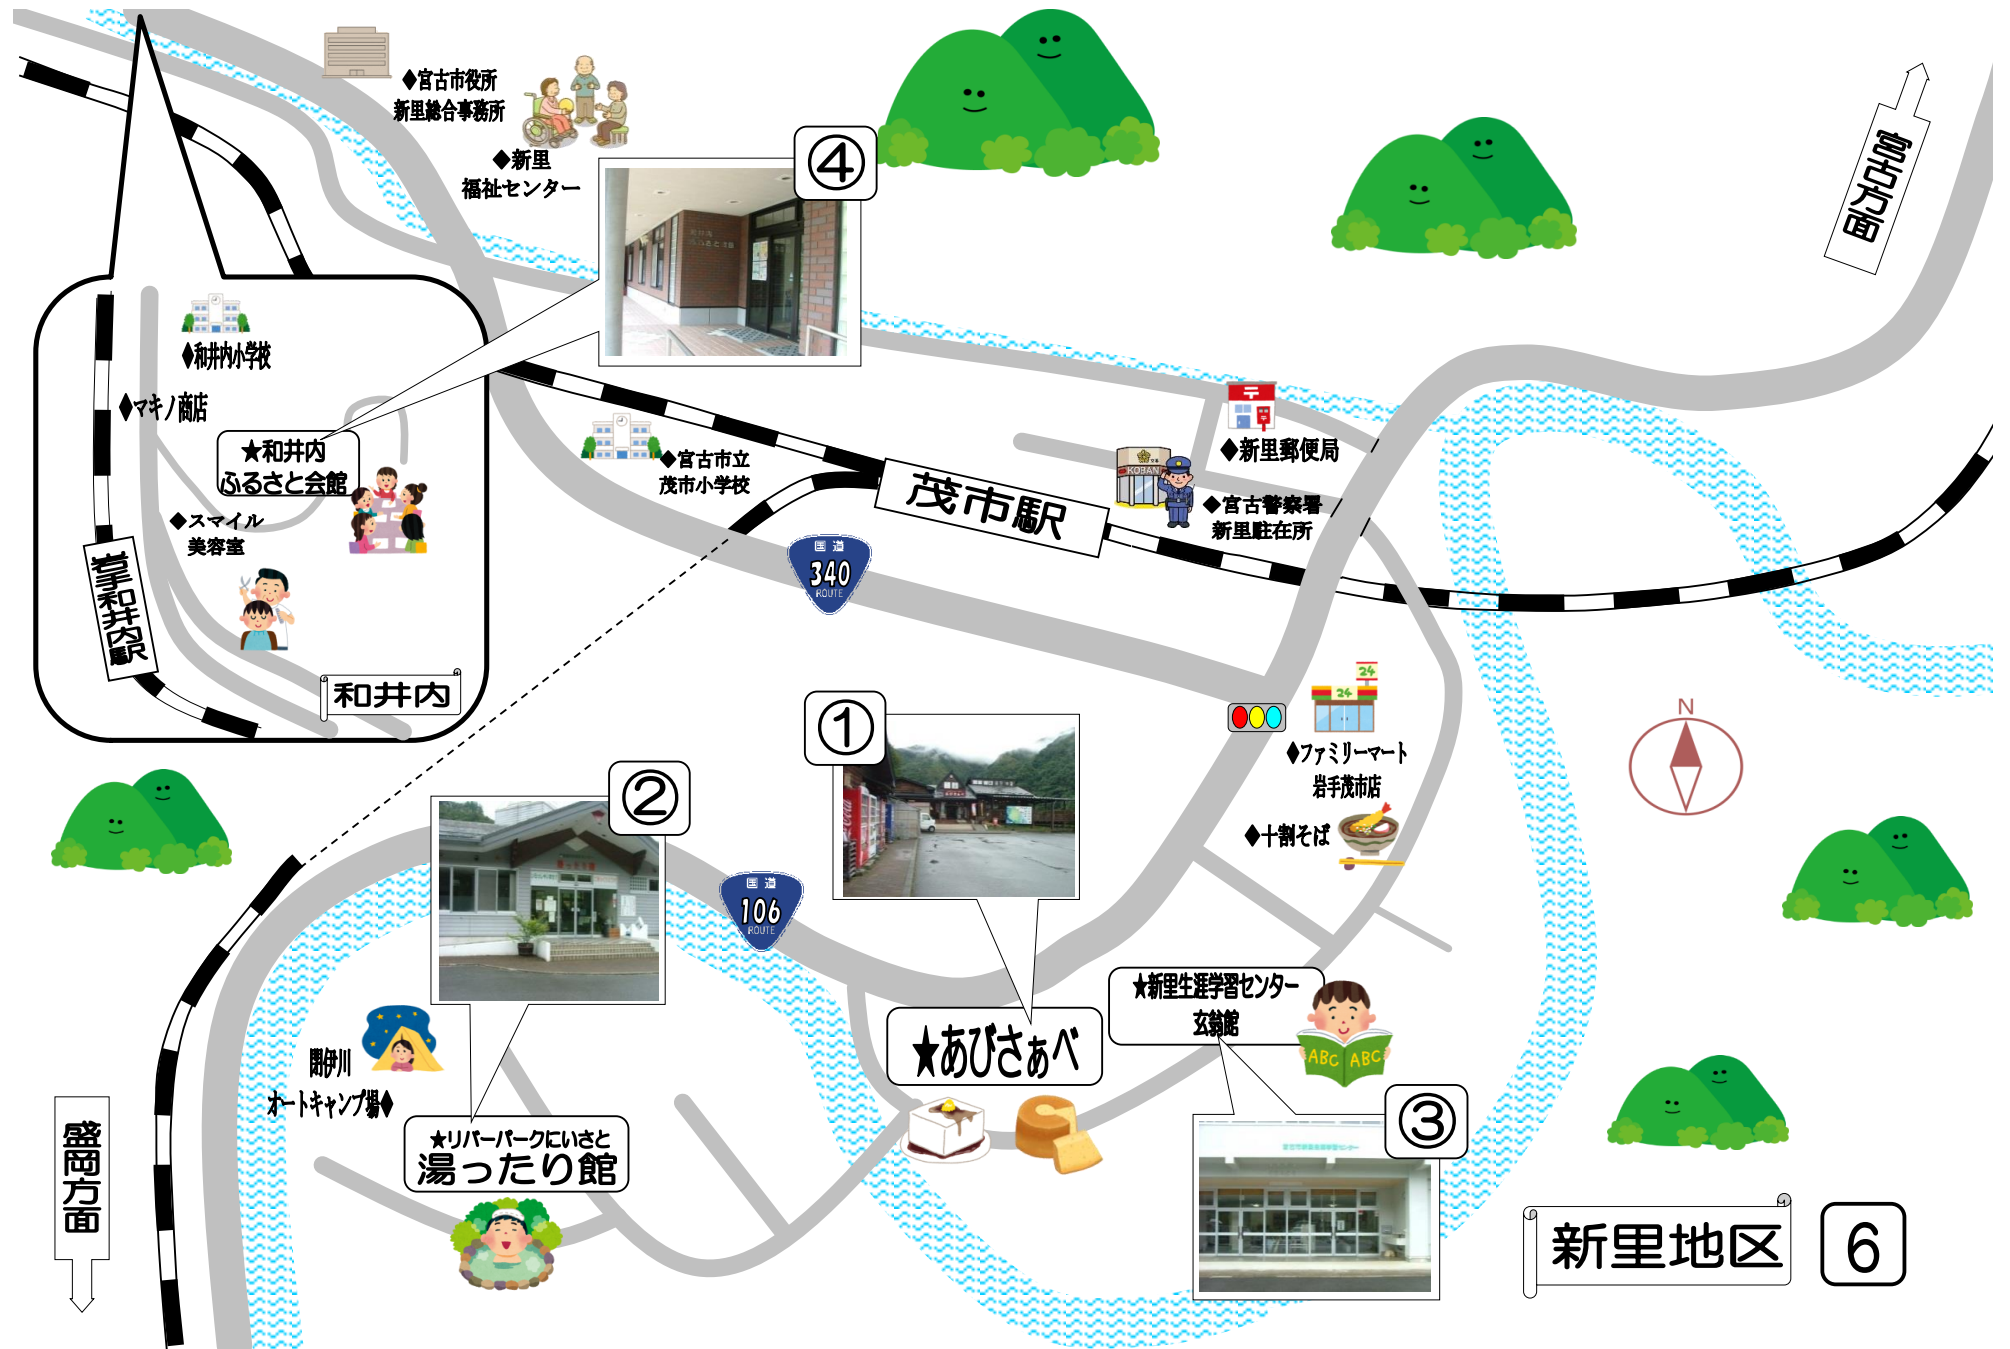 ◆宮古市役所
新里総合事務所
◆新里
福祉センター
④
宮古方面
◆和井内小学校
◆マキノ商店
★和井内
ふるさと会館
◆スマイル
美容室
岩手和井内駅
和井内
◆宮古市立
茂市小学校
茂市駅
〒
◆新里郵便局
KOBAN
◆宮古警察署
新里駐在所
国道
340
ROUTE
24
24
◆ファミリーマート
岩手茂市店
◆十割そば
N
①
②
国道
106
ROUTE
★あびさぁべ
★新里生涯学習センター
玄翁館
ABC ABC
③
閉伊川
オートキャンプ場◆
★リバーパークにいさと
湯ったり館
盛岡方面
新里地区
6